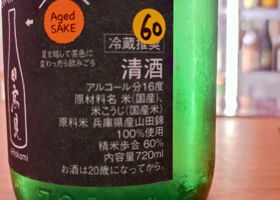 Aged
SAKE
60
冷蔵推奨
夏を越して茶色に
変わったら飲みごろ
清酒
アルコール分16度
原材料名 米(国産)、
米こうじ(国産米)
原料米 兵庫県産山田錦
100%使用
精米歩合 60%
内容量720ml
お酒は20歳になってから。
Hitakami